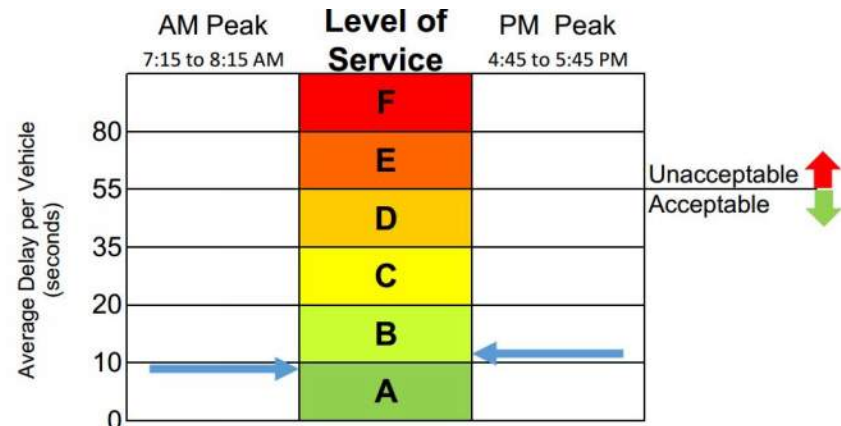 AM Peak
7:15 to 8:15 AM
Level of
Service
PM Peak
4:45 to 5:45 PM
Average Delay per Vehicle
(seconds)
F
80
E
55
Unacceptable
Acceptable
D
35
C
20
B
10
A
0